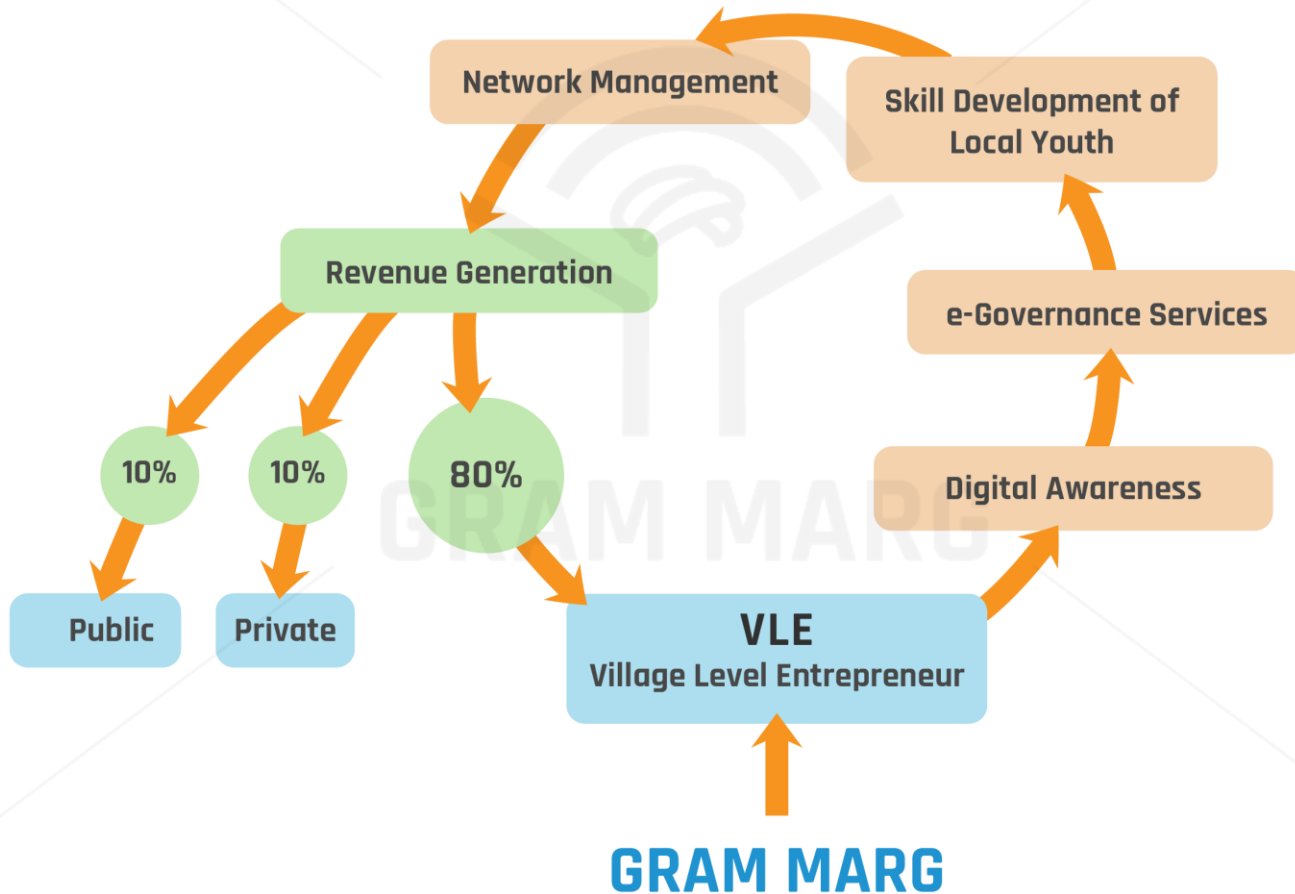 Network Management
Skill Development of
Local Youth
Revenue Generation
e-Governance Services
10%
10%
80%
Digital Awareness
GRAM MARG
Public
Private
VLE
Village Level Entrepreneur
GRAM MARG